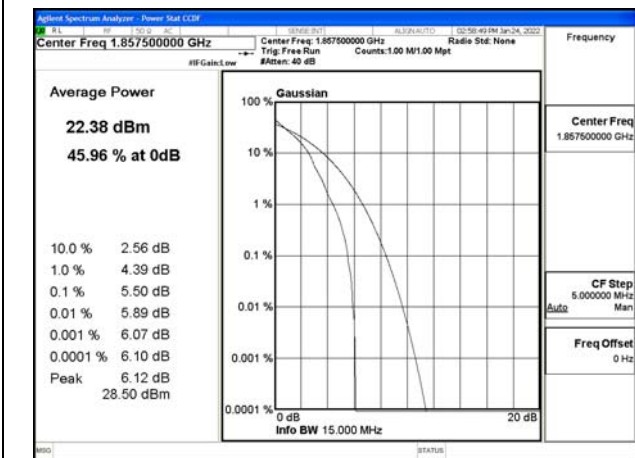 Agilent Spectrum Analyzer - Power Stat CCDF
RL RF 50 Ω AC SENSE:INT ALIGN AUTO 02:58:49 PM Jan 24, 2022
Center Freq 1.857500000 GHz
Center Freq: 1.857500000 GHz Radio Std: None
Trig: Free Run Counts:1.00 M/1.00 Mpt
#IFGain:Low #Atten: 40 dB
Frequency
Average Power
22.38 dBm
45.96 % at 0dB
10.0 % 2.56 dB
1.0 % 4.39 dB
0.1 % 5.50 dB
0.01 % 5.89 dB
0.001 % 6.07 dB
0.0001 % 6.10 dB
Peak 6.12 dB
28.50 dBm
Gaussian
100 %
10 %
1 %
0.1 %
0.01 %
0.001 %
0.0001 %
0 dB 20 dB
Info BW 15.000 MHz
Center Freq
1.857500000 GHz
CF Step
5.000000 MHz
Auto Man
Freq Offset
0 Hz
MSG STATUS